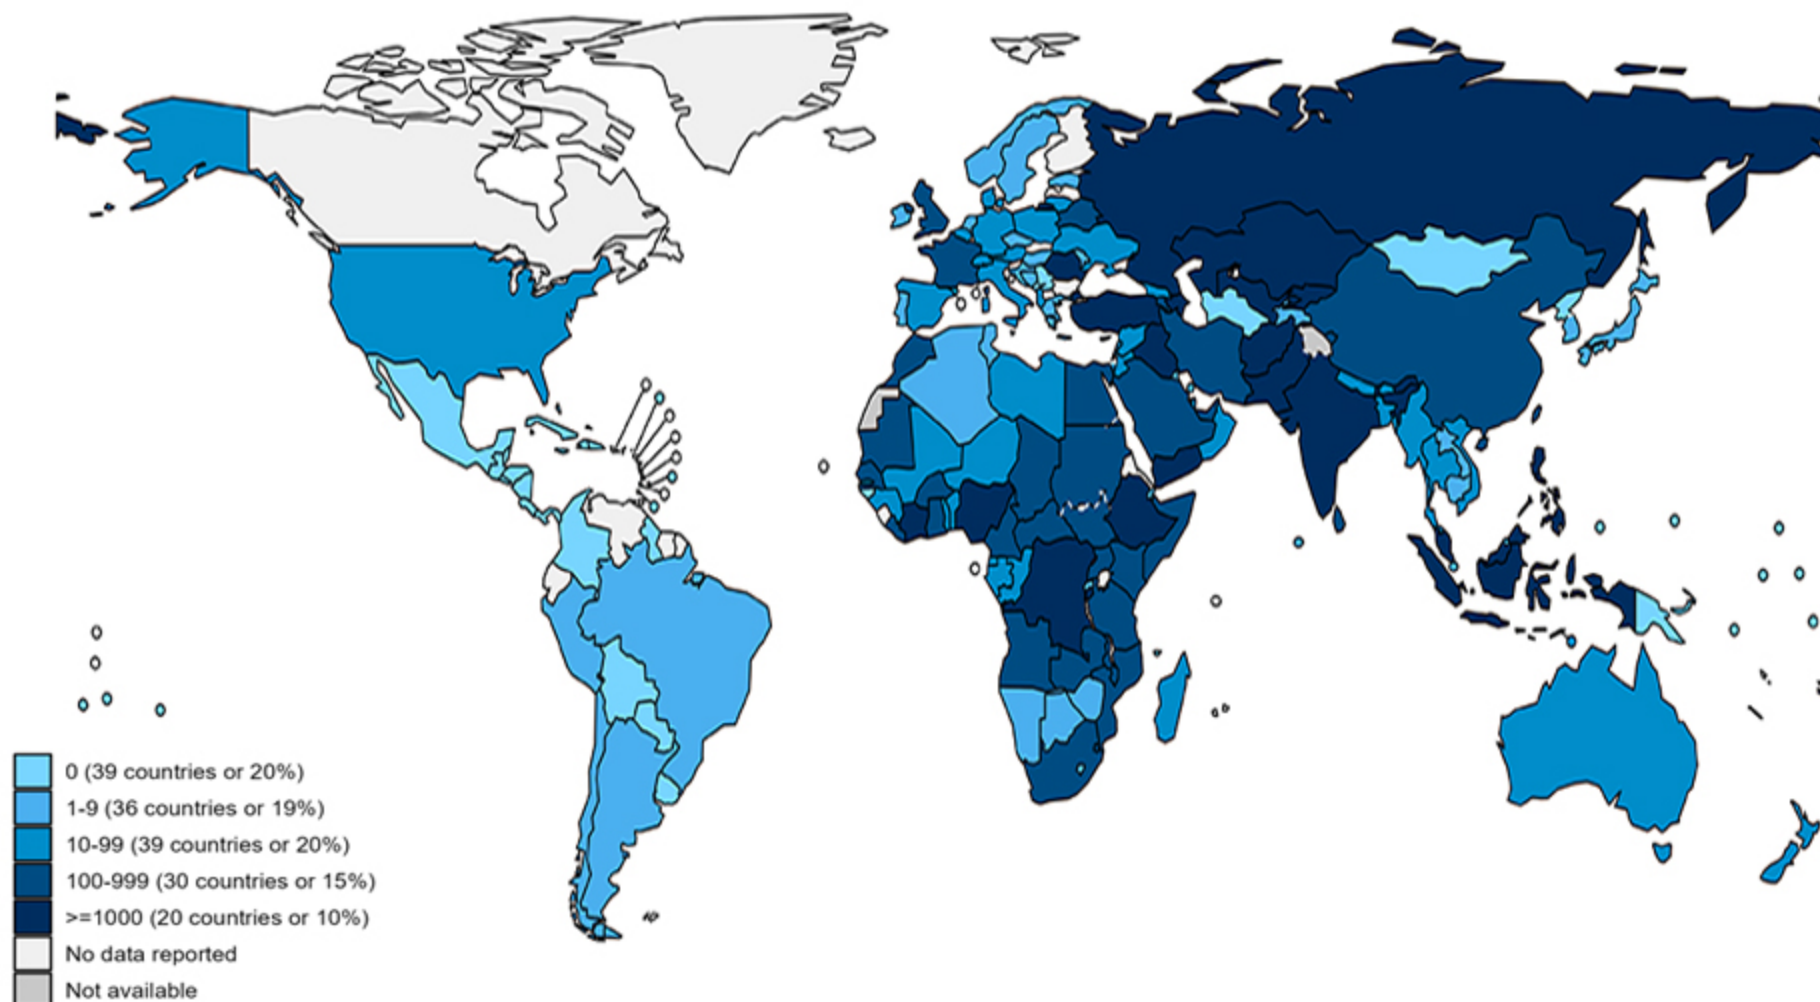 0 (39 countries or 20%)
1-9 (36 countries or 19%)
10-99 (39 countries or 20%)
100-999 (30 countries or 15%)
>=1000 (20 countries or 10%)
No data reported
Not available